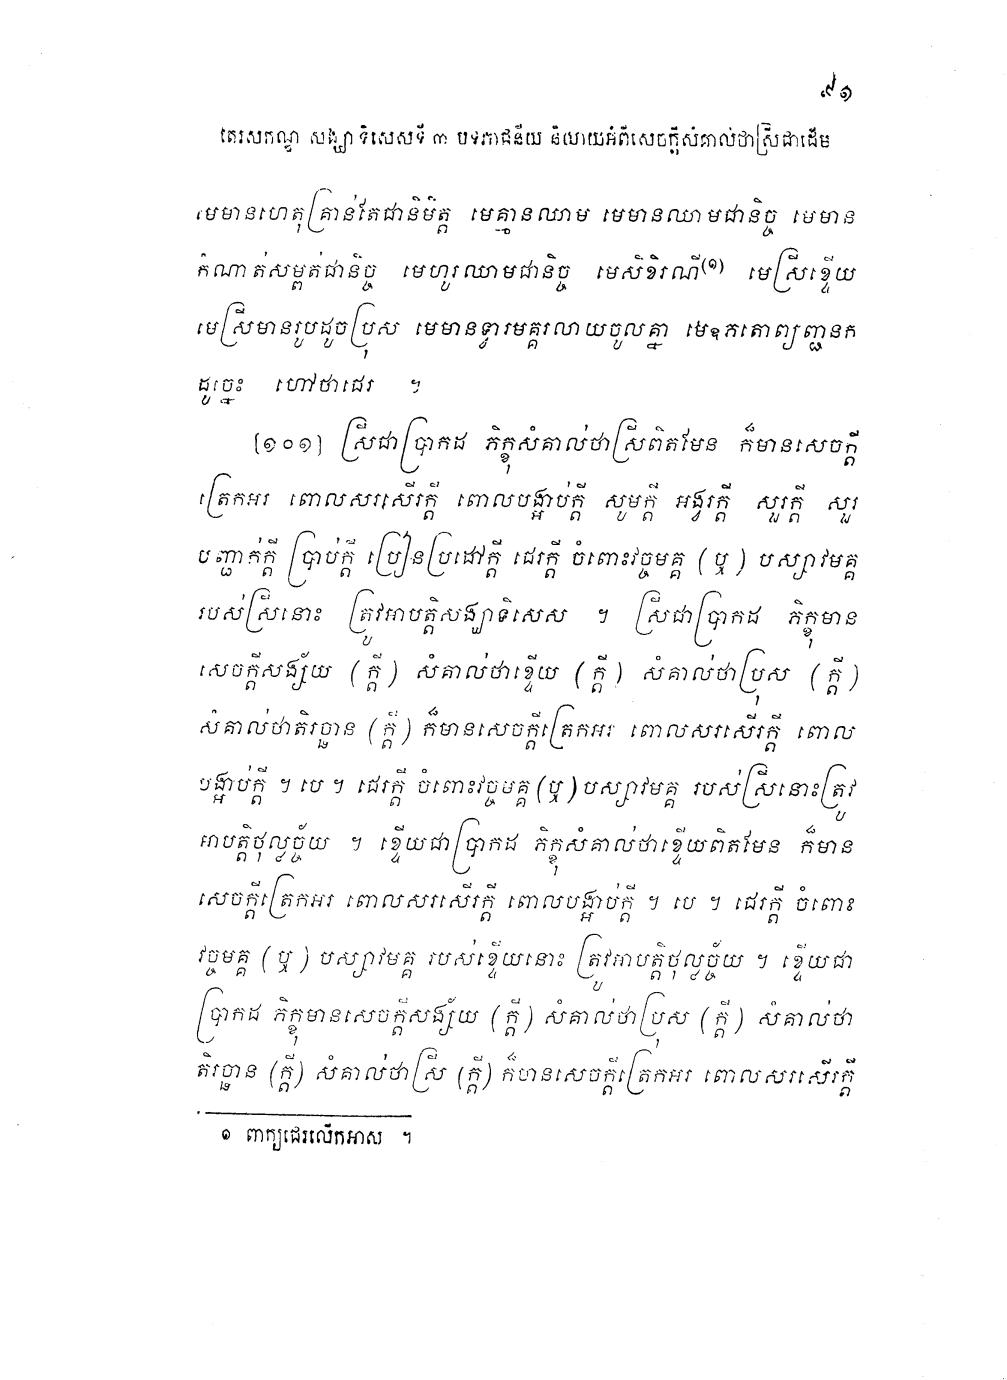 ៩១
តេរសកណ្ឌ សង្ឃាទិសេសទី ៣ បទភាជនីយ និយាយអំពីសេចក្ដីសំគាល់ថាស្រីជាដើម
មេមានហេតុគ្រាន់តែជានិមិត្ត មេគ្មានឈាម មេមានឈាមជានិច្ច មេមាន
កំណាត់សម្ពត់ជានិច្ច មេហូរឈាមជានិច្ច មេសិខិរណី(១) មេស្រីខ្ទើយ
មេស្រីមានរូបដូចប្រុស មេមានទ្វារមគ្គរលាយចូលគ្នា មេឧភតោព្យញ្ជនក
ដូច្នេះ ហៅថាជេរ ។
[១០១] ស្រីជាប្រាកដ ភិក្ខុសំគាល់ថាស្រីពិតមែន ក៏មានសេចក្ដី
ត្រេកអរ ពោលសរសើរក្ដី ពោលបង្អាប់ក្ដី សូមក្ដី អង្វរក្ដី សួរក្ដី សួរ
បញ្ជាក់ក្ដី ប្រាប់ក្ដី ប្រៀនប្រដៅក្ដី ជេរក្ដី ចំពោះវច្ចមគ្គ (ឬ) បស្សាវមគ្គ
របស់ស្រីនោះ ត្រូវអាបត្ដិសង្ឃាទិសេស ។ ស្រីជាប្រាកដ ភិក្ខុមាន
សេចក្ដីសង្ស័យ (ក្ដី) សំគាល់ថាខ្ទើយ (ក្ដី) សំគាល់ថាប្រុស (ក្ដី)
សំគាល់ថាតិរច្ឆាន (ក្ដី) ក៏មានសេចក្ដីត្រេកអរ ពោលសរសើរក្ដី ពោល
បង្អាប់ក្ដី ។ បេ ។ ជេរក្ដី ចំពោះវច្ចមគ្គ (ឬ) បស្សាវមគ្គ របស់ស្រីនោះត្រូវ
អាបត្ដិថុល្លច្ច័យ ។ ខ្ទើយជាប្រាកដ ភិក្ខុសំគាល់ថាខ្ទើយពិតមែន ក៏មាន
សេចក្ដីត្រេកអរ ពោលសរសើរក្ដី ពោលបង្អាប់ក្ដី ។ បេ ។ ជេរក្ដី ចំពោះ
វច្ចមគ្គ (ឬ) បស្សាវមគ្គ របស់ខ្ទើយនោះ ត្រូវអាបត្ដិថុល្លច្ច័យ ។ ខ្ទើយជា
ប្រាកដ ភិក្ខុមានសេចក្ដីសង្ស័យ (ក្ដី) សំគាល់ថាប្រុស (ក្ដី) សំគាល់ថា
តិរច្ឆាន (ក្ដី) សំគាល់ថាស្រី (ក្ដី) ក៏មានសេចក្ដីត្រេកអរ ពោលសរសើរក្ដី
១ ពាក្យជេរលើកអាស ។